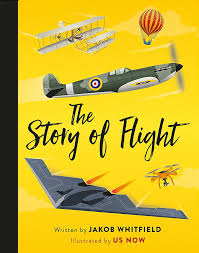 The
Story of Flight
Written by JAKOB WHITFIELD
Illustrated by US NOW